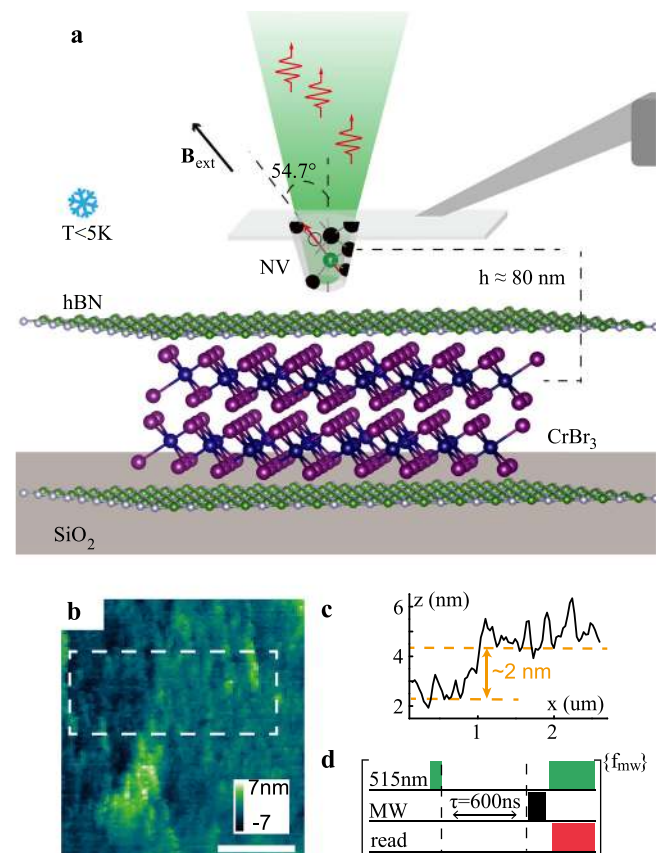 a
B_ext
54.7°
T<5K
NV
h ≈ 80 nm
hBN
CrBr₃
SiO₂
b
7nm
-7
c
z (nm)
6
4
2
~2 nm
x (um)
1
2
d
{f_mw}
515nm
MW
τ=600ns
read